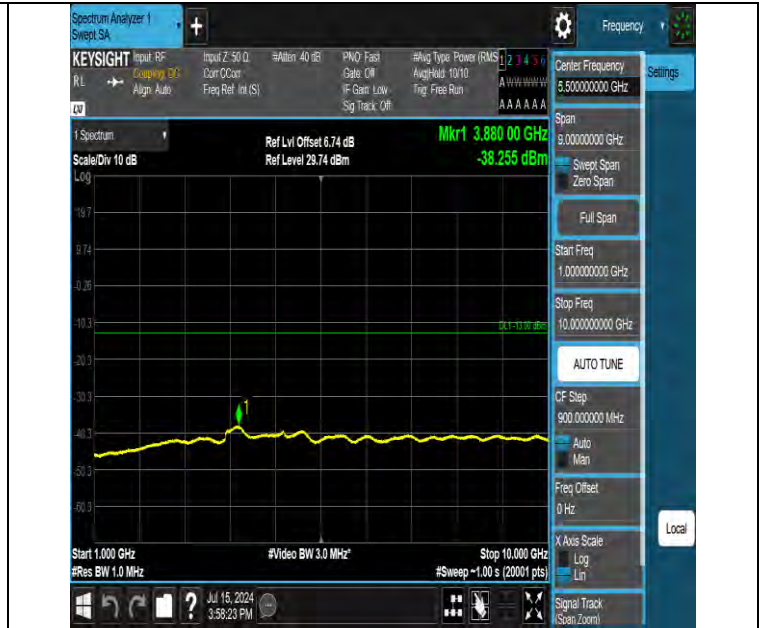 Spectrum Analyzer 1
Swept SA
+
Frequency
KEYSIGHT
RL
Input: RF
Coupling: DC
Align: Auto
Input Z: 50 Ω
Corr CCorr
Freq Ref: Int (S)
#Atten: 40 dB
PNO: Fast
Gate: Off
IF Gain: Low
Sig Track: Off
#Avg Type: Power (RMS
Avg|Hold: 10/10
Trig: Free Run
1 2 3 4 5 6
A W W W W W
A A A A A A
LXI
1 Spectrum
Scale/Div 10 dB
Log
Ref Lvl Offset 6.74 dB
Ref Level 29.74 dBm
Mkr1 3.880 00 GHz
-38.255 dBm
19.7
9.74
-0.26
-10.3
DL1 -13.00 dBm
-20.3
-30.3
1
-40.3
-50.3
-60.3
Start 1.000 GHz
#Res BW 1.0 MHz
#Video BW 3.0 MHz*
Stop 10.000 GHz
#Sweep ~1.00 s (20001 pts)
Center Frequency
5.500000000 GHz
Settings
Span
9.00000000 GHz
Swept Span
Zero Span
Full Span
Start Freq
1.000000000 GHz
Stop Freq
10.000000000 GHz
AUTO TUNE
CF Step
900.000000 MHz
Auto
Man
Freq Offset
0 Hz
X Axis Scale
Log
Lin
Local
Signal Track
(Span Zoom)
?
Jul 15, 2024
3:58:23 PM